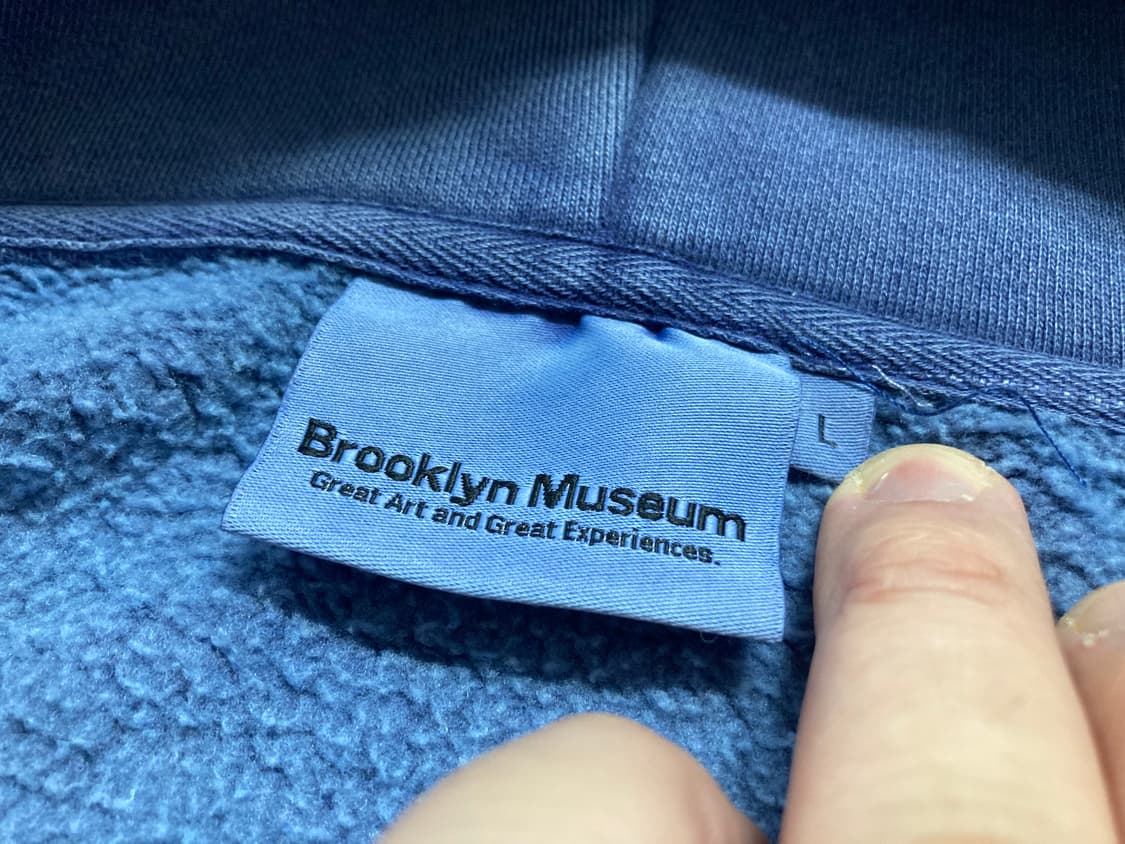 Brooklyn Museum
Great Art and Great Experiences.
L